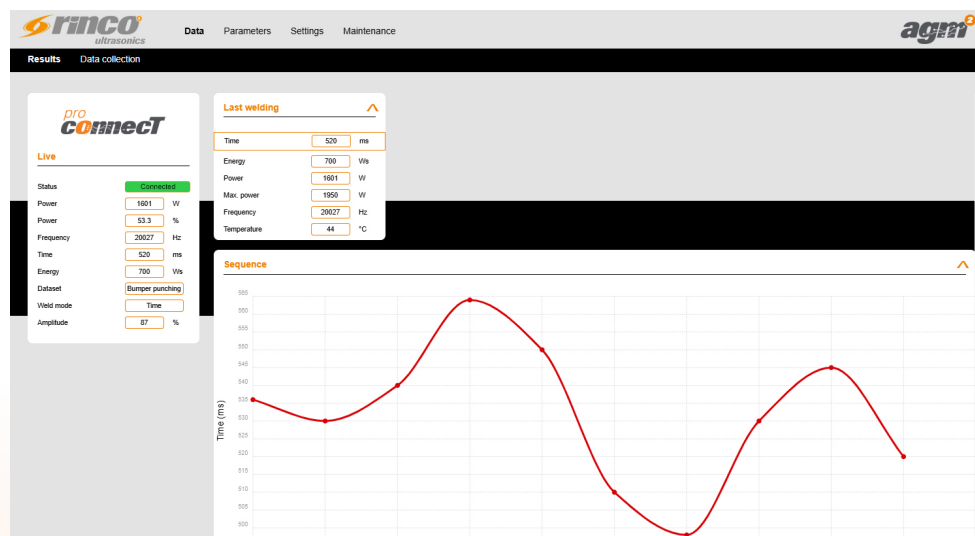 rinco
ultrasonics
Data Parameters Settings Maintenance
agm²
Results Data collection
pro
connecT
Live
Status Connected
Power 1601 W
Power 53.3 %
Frequency 20027 Hz
Time 520 ms
Energy 700 Ws
Dataset Bumper punching
Weld mode Time
Amplitude 87 %
Last welding
Time 520 ms
Energy 700 Ws
Power 1601 W
Max. power 1950 W
Frequency 20027 Hz
Temperature 44 °C
Sequence
565
560
555
550
545
540
535
530
525
520
515
510
505
500
Time (ms)